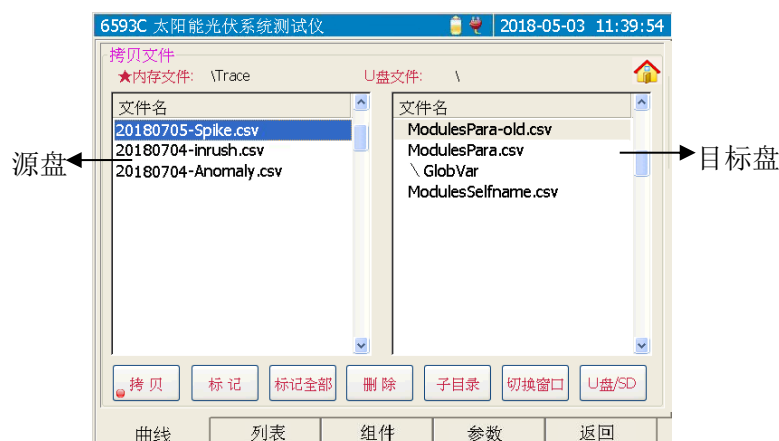 6593C 太阳能光伏系统测试仪 2018-05-03 11:39:54
拷贝文件
★内存文件: \Trace U盘文件: \
文件名 文件名
20180705-Spike.csv ModulesPara-old.csv
20180704-inrush.csv ModulesPara.csv
20180704-Anomaly.csv \ GlobVar
ModulesSelfname.csv
源盘 目标盘
拷贝 标记 标记全部 删除 子目录 切换窗口 U盘/SD
曲线 列表 组件 参数 返回